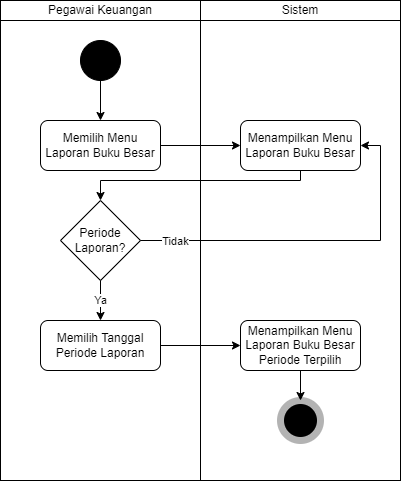 Pegawai Keuangan
Sistem
Memilih Menu
Laporan Buku Besar
Menampilkan Menu
Laporan Buku Besar
Periode
Laporan?
Tidak
Ya
Memilih Tanggal
Periode Laporan
Menampilkan Menu
Laporan Buku Besar
Periode Terpilih